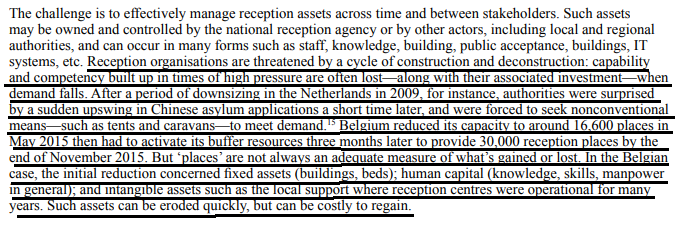 The challenge is to effectively manage reception assets across time and between stakeholders. Such assets
may be owned and controlled by the national reception agency or by other actors, including local and regional
authorities, and can occur in many forms such as staff, knowledge, building, public acceptance, buildings, IT
systems, etc. Reception organisations are threatened by a cycle of construction and deconstruction: capability
and competency built up in times of high pressure are often lost—along with their associated investment—when
demand falls. After a period of downsizing in the Netherlands in 2009, for instance, authorities were surprised
by a sudden upswing in Chinese asylum applications a short time later, and were forced to seek nonconventional
means—such as tents and caravans—to meet demand.15 Belgium reduced its capacity to around 16,600 places in
May 2015 then had to activate its buffer resources three months later to provide 30,000 reception places by the
end of November 2015. But ‘places’ are not always an adequate measure of what’s gained or lost. In the Belgian
case, the initial reduction concerned fixed assets (buildings, beds); human capital (knowledge, skills, manpower
in general); and intangible assets such as the local support where reception centres were operational for many
years. Such assets can be eroded quickly, but can be costly to regain.